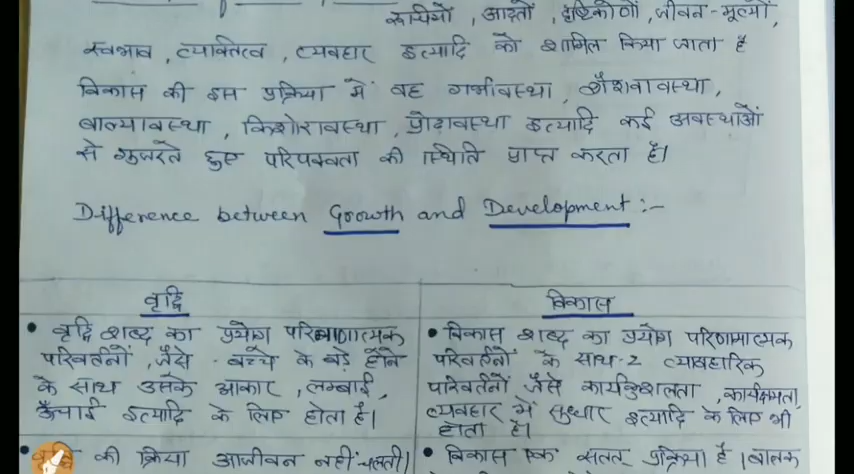 रूचियों, आदतों, दृष्टिकोणों, जीवन-मूल्यों,
स्वभाव, व्यक्तित्व, व्यवहार इत्यादि को शामिल किया जाता है
विकास की इस प्रक्रिया में वह गर्भावस्था, शैशवावस्था,
बाल्यावस्था, किशोरावस्था, प्रौढ़ावस्था इत्यादि कई अवस्थाओं
से गुजरते हुए परिपक्वता की स्थिति प्राप्त करता है।
Difference between Growth and Development:-
वृद्धि
• वृद्धि शब्द का प्रयोग परिमाणात्मक
परिवर्तनों, जैसे - बच्चे के बड़े होने
के साथ उसके आकार, लम्बाई,
ऊँचाई इत्यादि के लिए होता है।
की क्रिया आजीवन नहीं चलती।
विकास
• विकास शब्द का प्रयोग परिणामात्मक
परिवर्तनों के साथ-2 व्यावहारिक
परिवर्तनों जैसे कार्यकुशलता, कार्यक्षमता,
व्यवहार में सुधार इत्यादि के लिए भी
होता है।
• विकास एक सतत प्रक्रिया है। बालक